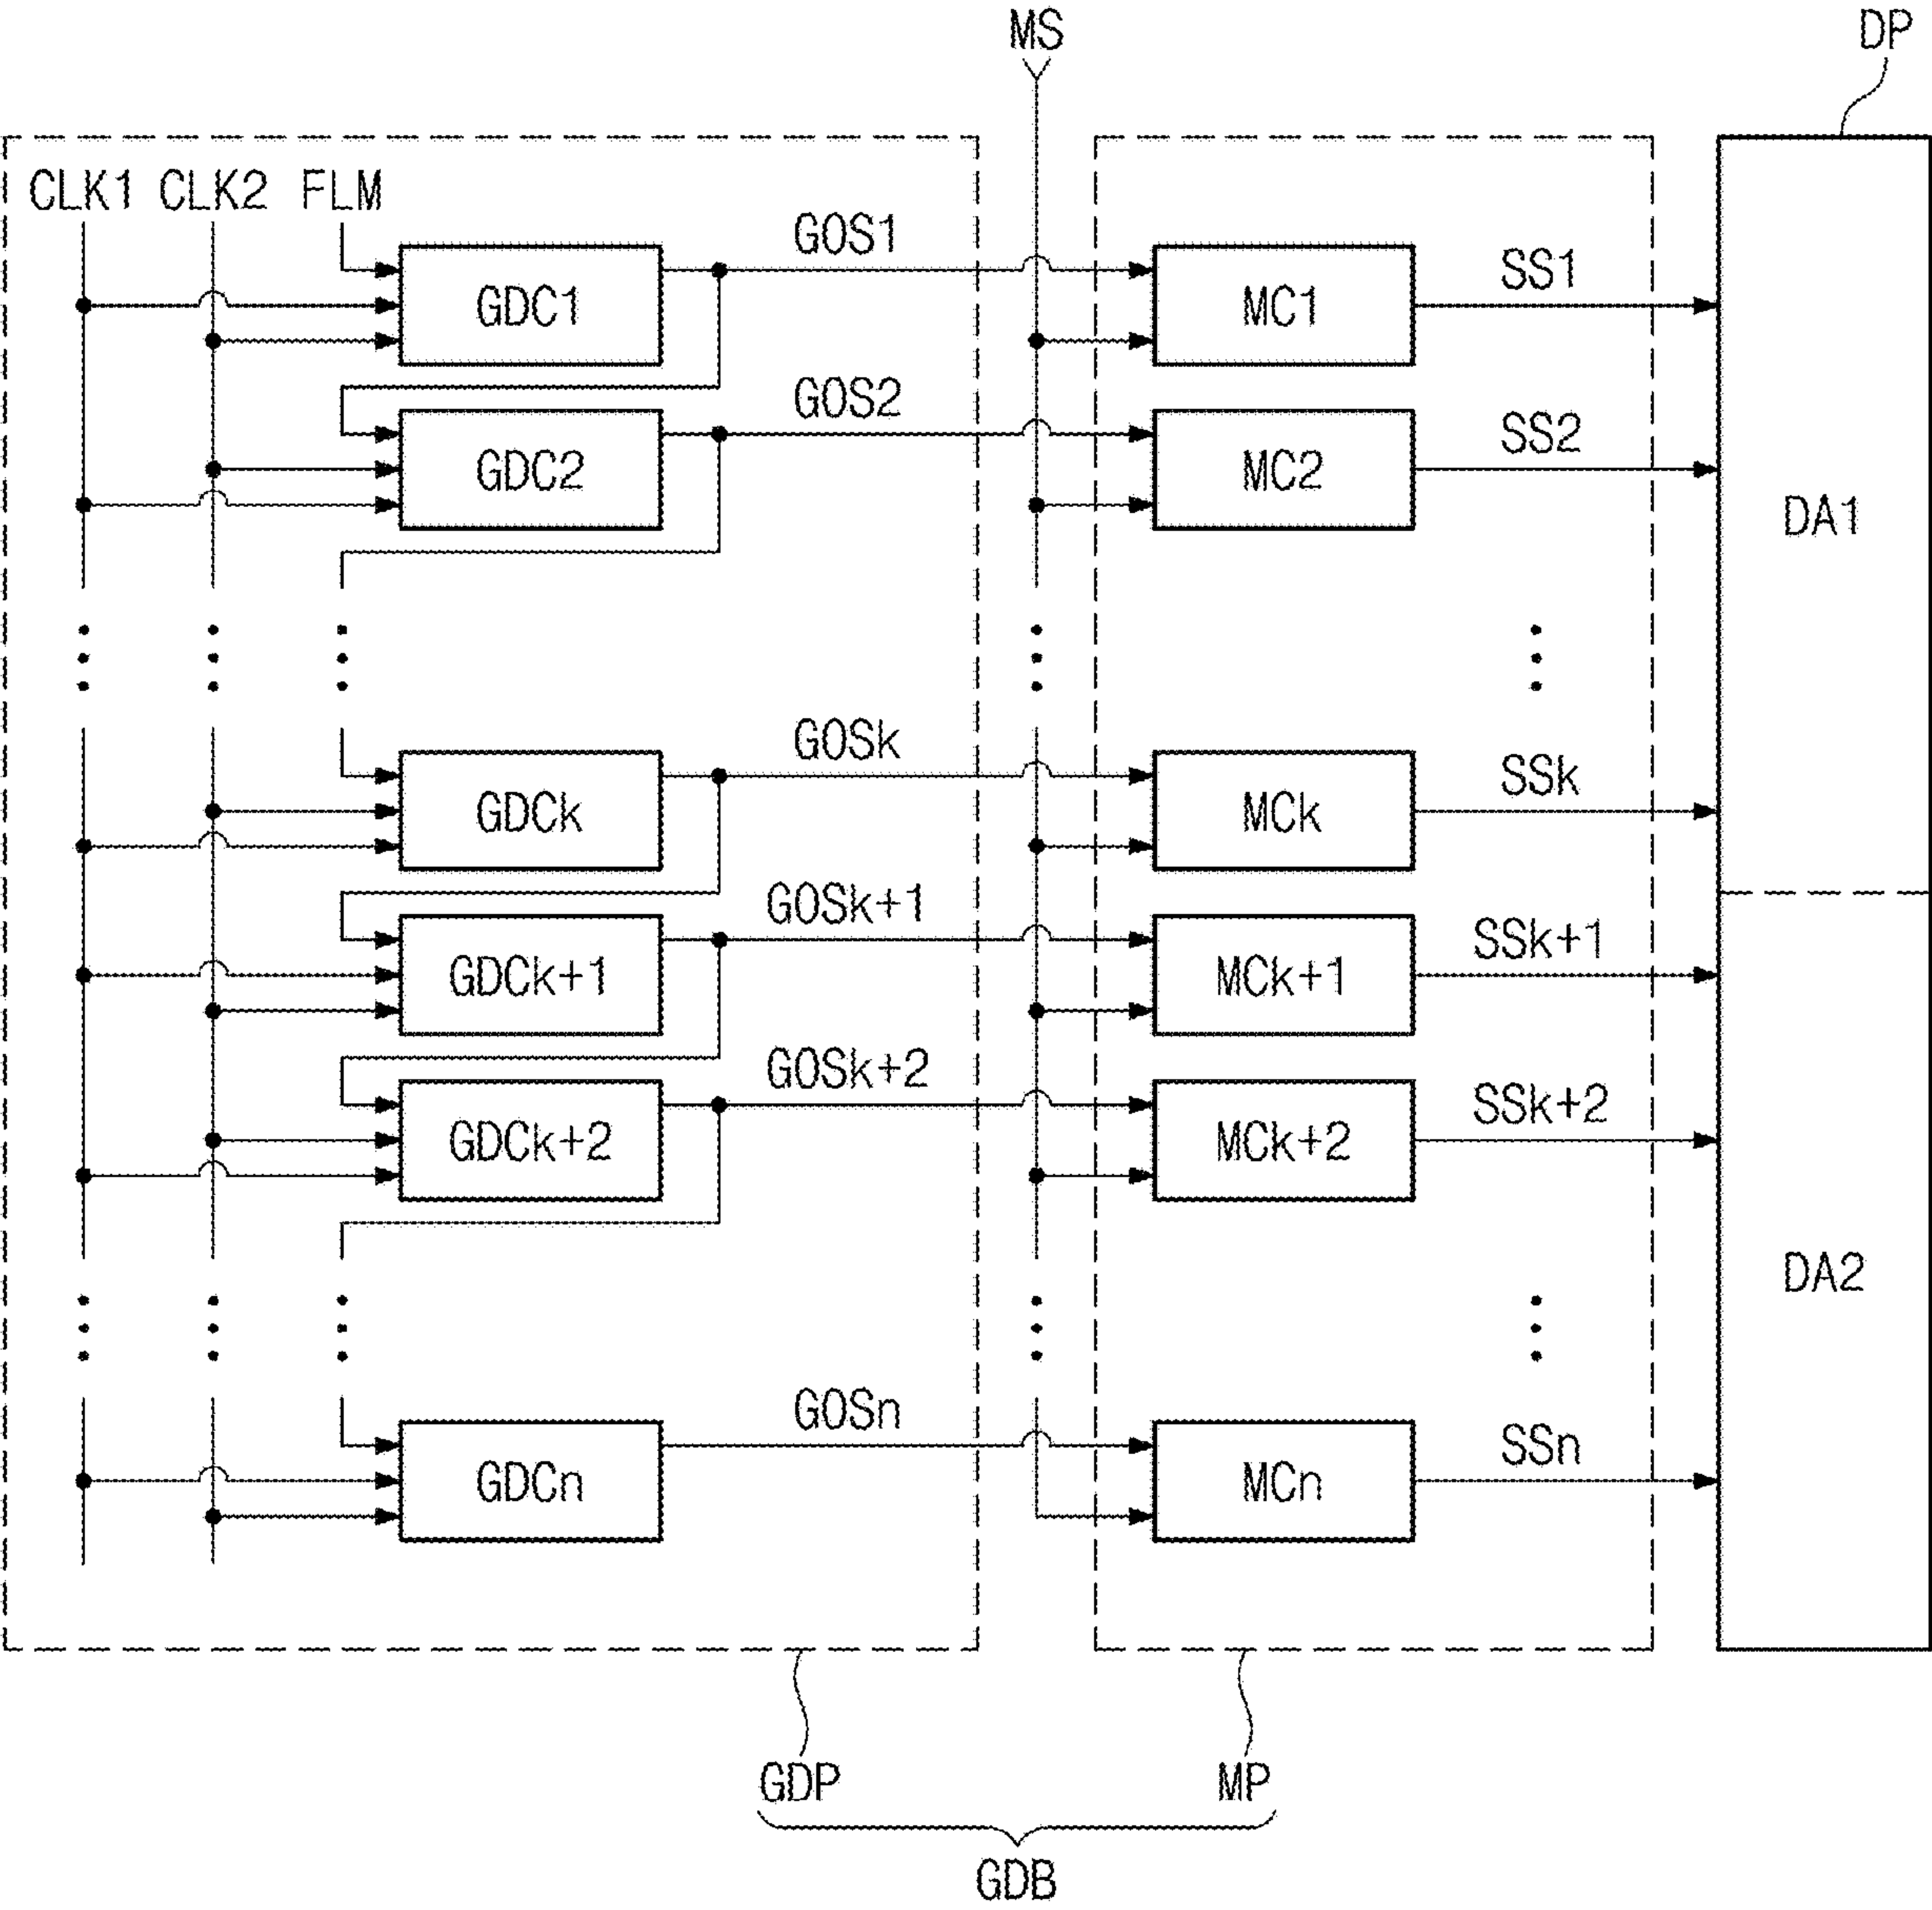 MS
DP
CLK1 CLK2 FLM
GOS1
GDC1
MC1
SS1
GOS2
GDC2
MC2
SS2
DA1
GOSk
GDCk
MCk
SSk
GOSk+1
GDCk+1
MCk+1
SSk+1
GOSk+2
GDCk+2
MCk+2
SSk+2
DA2
GOSn
GDCn
MCn
SSn
GDP
MP
GDB